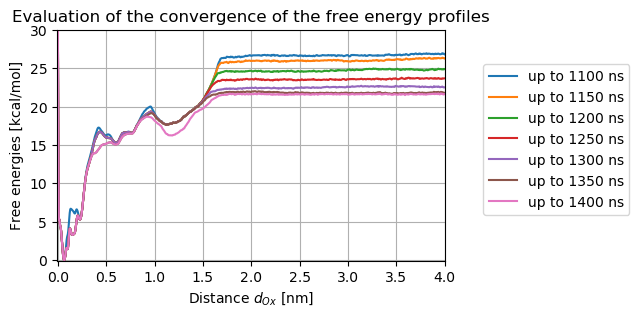 Evaluation of the convergence of the free energy profiles
Free energies [kcal/mol]
30
25
20
15
10
5
0
0.0 0.5 1.0 1.5 2.0 2.5 3.0 3.5 4.0
Distance d_Ox [nm]
up to 1100 ns
up to 1150 ns
up to 1200 ns
up to 1250 ns
up to 1300 ns
up to 1350 ns
up to 1400 ns